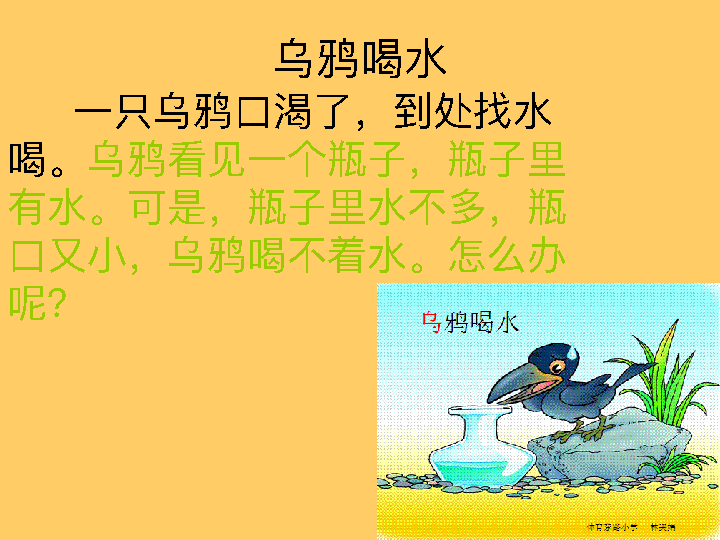 乌鸦喝水
一只乌鸦口渴了，到处找水
喝。乌鸦看见一个瓶子，瓶子里
有水。可是，瓶子里水不多，瓶
口又小，乌鸦喝不着水。怎么办
呢？
乌鸦喝水